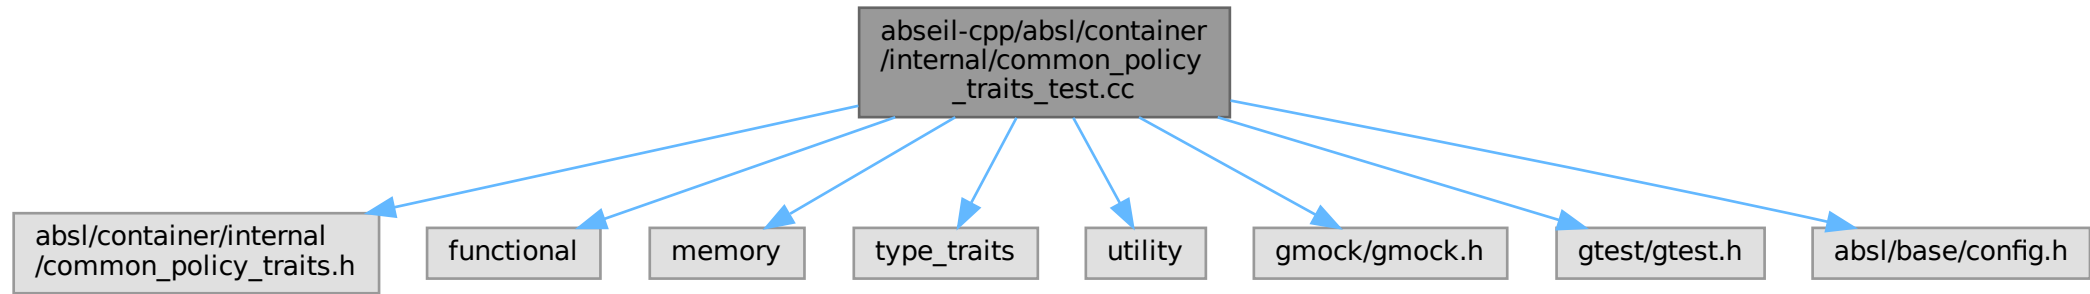 abseil-cpp/absl/container
/internal/common_policy
_traits_test.cc
absl/container/internal
/common_policy_traits.h
functional
memory
type_traits
utility
gmock/gmock.h
gtest/gtest.h
absl/base/config.h